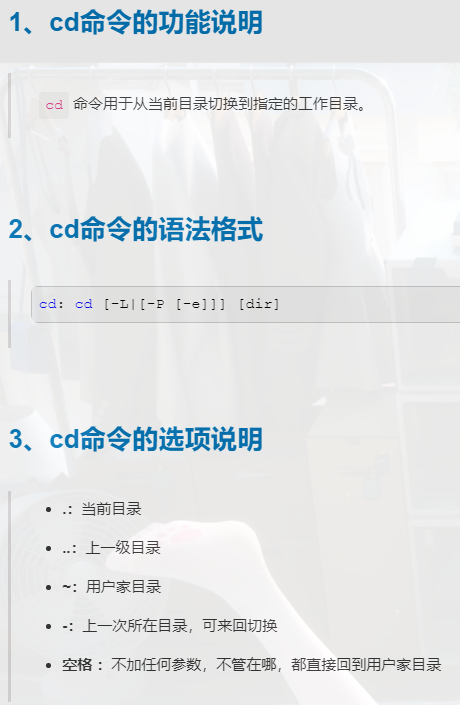 1、cd命令的功能说明
cd 命令用于从当前目录切换到指定的工作目录。
2、cd命令的语法格式
cd: cd [-L|[-P [-e]]] [dir]
3、cd命令的选项说明
.：当前目录
..：上一级目录
~：用户家目录
-：上一次所在目录，可来回切换
空格 ：不加任何参数，不管在哪，都直接回到用户家目录